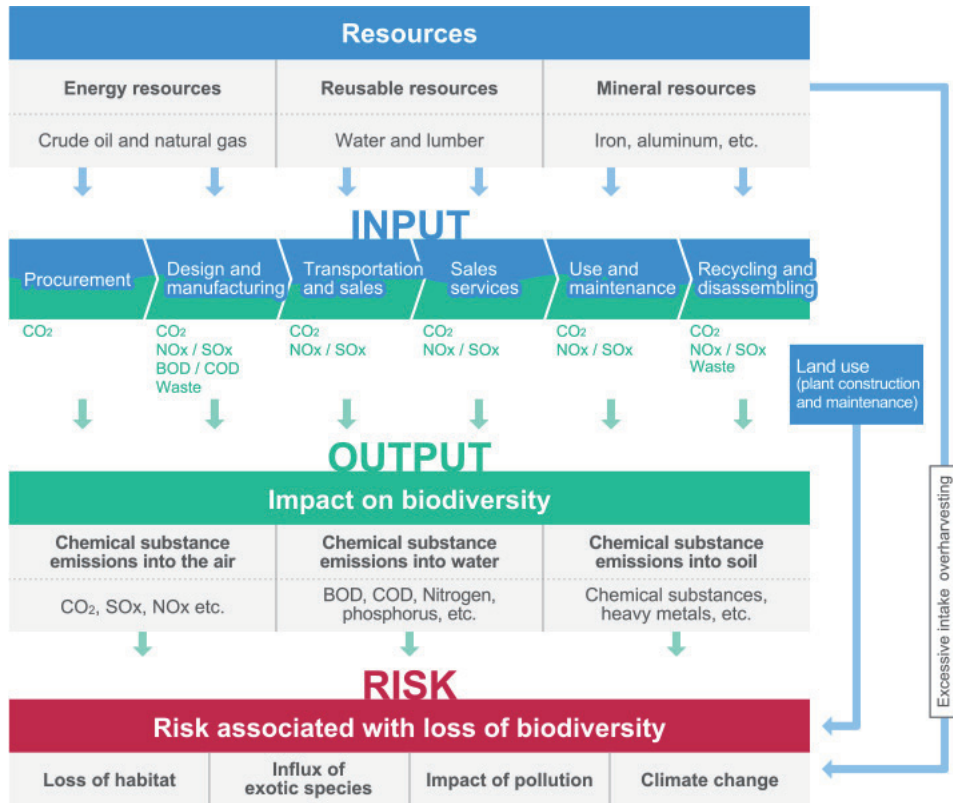 Resources
Energy resources
Reusable resources
Mineral resources
Crude oil and natural gas
Water and lumber
Iron, aluminum, etc.
INPUT
Procurement
Design and
manufacturing
Transportation
and sales
Sales
services
Use and
maintenance
Recycling and
disassembling
CO₂
CO₂
NOx / SOx
BOD / COD
Waste
CO₂
NOx / SOx
CO₂
NOx / SOx
CO₂
NOx / SOx
CO₂
NOx / SOx
Waste
Land use
(plant construction
and maintenance)
Excessive intake overharvesting
OUTPUT
Impact on biodiversity
Chemical substance
emissions into the air
Chemical substance
emissions into water
Chemical substance
emissions into soil
CO₂, SOx, NOx etc.
BOD, COD, Nitrogen,
phosphorus, etc.
Chemical substances,
heavy metals, etc.
RISK
Risk associated with loss of biodiversity
Loss of habitat
Influx of
exotic species
Impact of pollution
Climate change